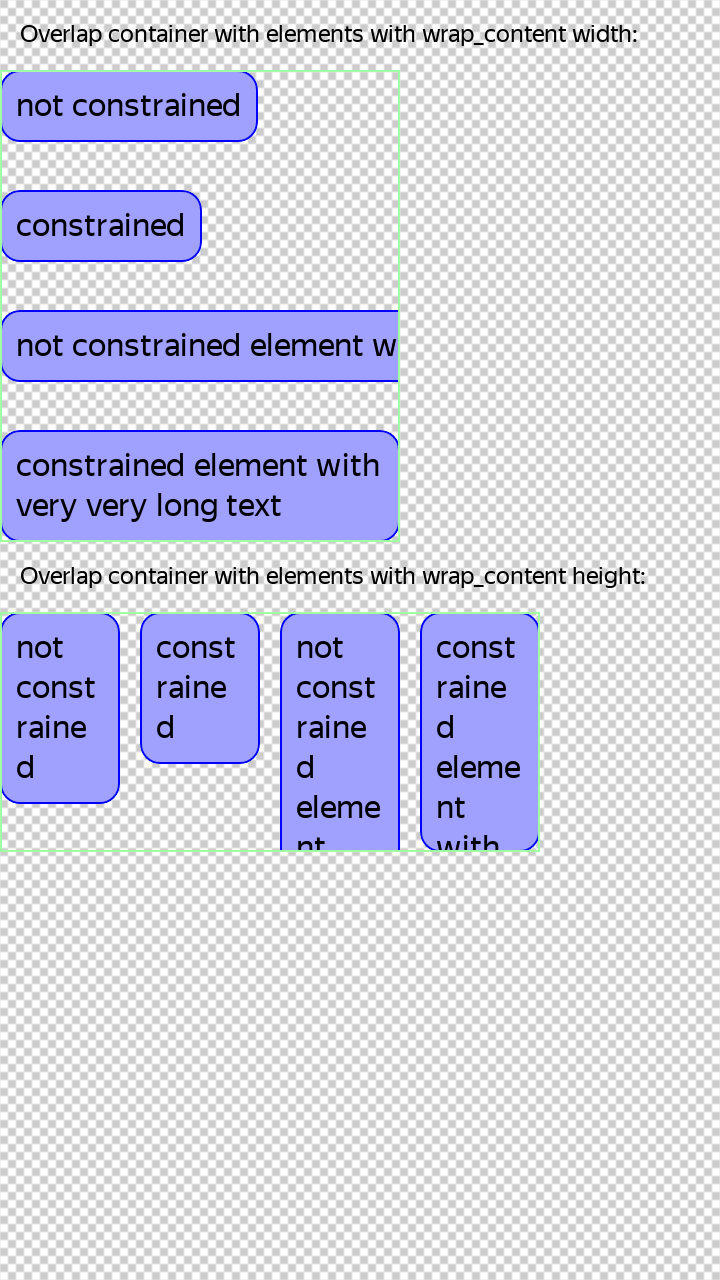 Overlap container with elements with wrap_content width:
not constrained
constrained
not constrained element w
constrained element with
very very long text
Overlap container with elements with wrap_content height:
not
const
raine
d
const
raine
d
not
const
raine
d
eleme
nt
const
raine
d
eleme
nt
with